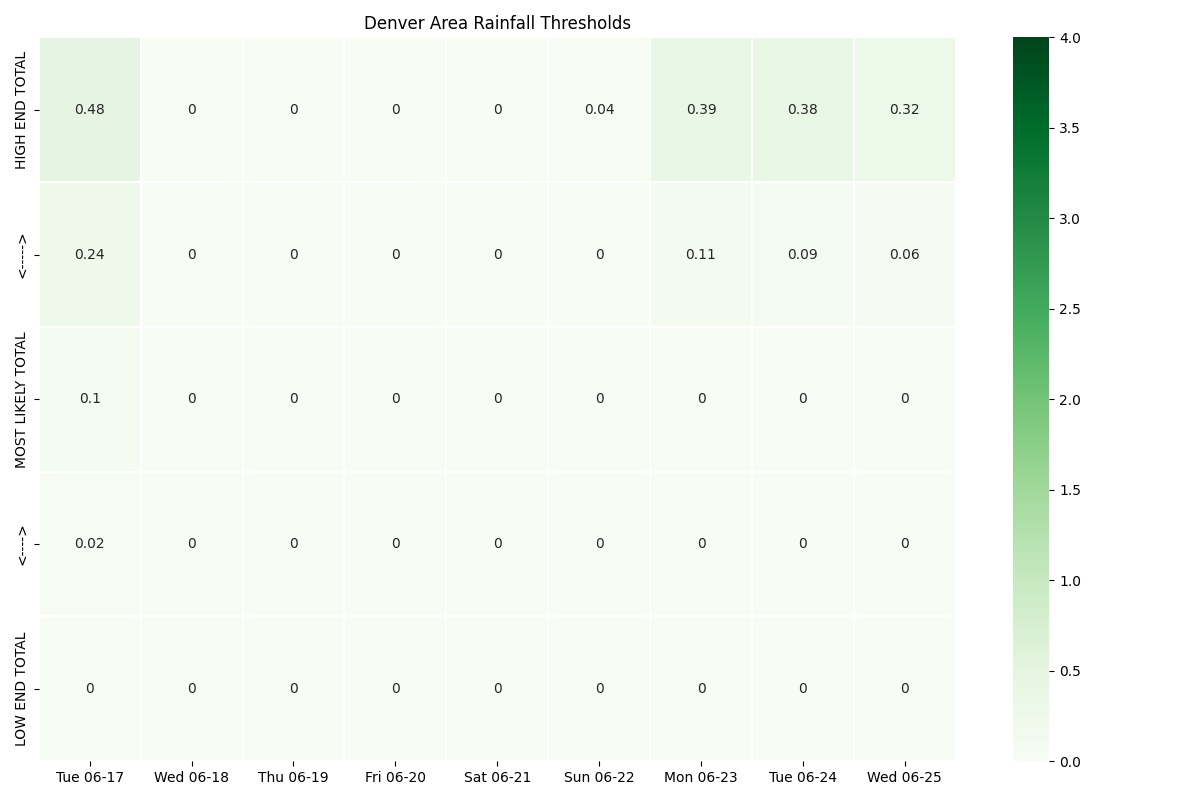 Denver Area Rainfall Thresholds
HIGH END TOTAL
0.48 0 0 0 0 0.04 0.39 0.38 0.32
<----->
0.24 0 0 0 0 0 0.11 0.09 0.06
MOST LIKELY TOTAL
0.1 0 0 0 0 0 0 0 0
<---->
0.02 0 0 0 0 0 0 0 0
LOW END TOTAL
0 0 0 0 0 0 0 0 0
Tue 06-17 Wed 06-18 Thu 06-19 Fri 06-20 Sat 06-21 Sun 06-22 Mon 06-23 Tue 06-24 Wed 06-25
4.0
3.5
3.0
2.5
2.0
1.5
1.0
0.5
0.0